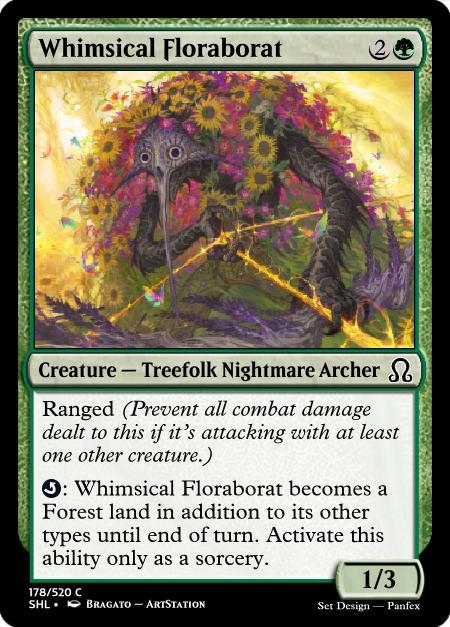 Whimsical Floraborat 2
Creature — Treefolk Nightmare Archer
Ranged (Prevent all combat damage
dealt to this if it's attacking with at least
one other creature.)
: Whimsical Floraborat becomes a
Forest land in addition to its other
types until end of turn. Activate this
ability only as a sorcery.
1/3
178/520 C
SHL • Bragato — ArtStation
Set Design — Panfex